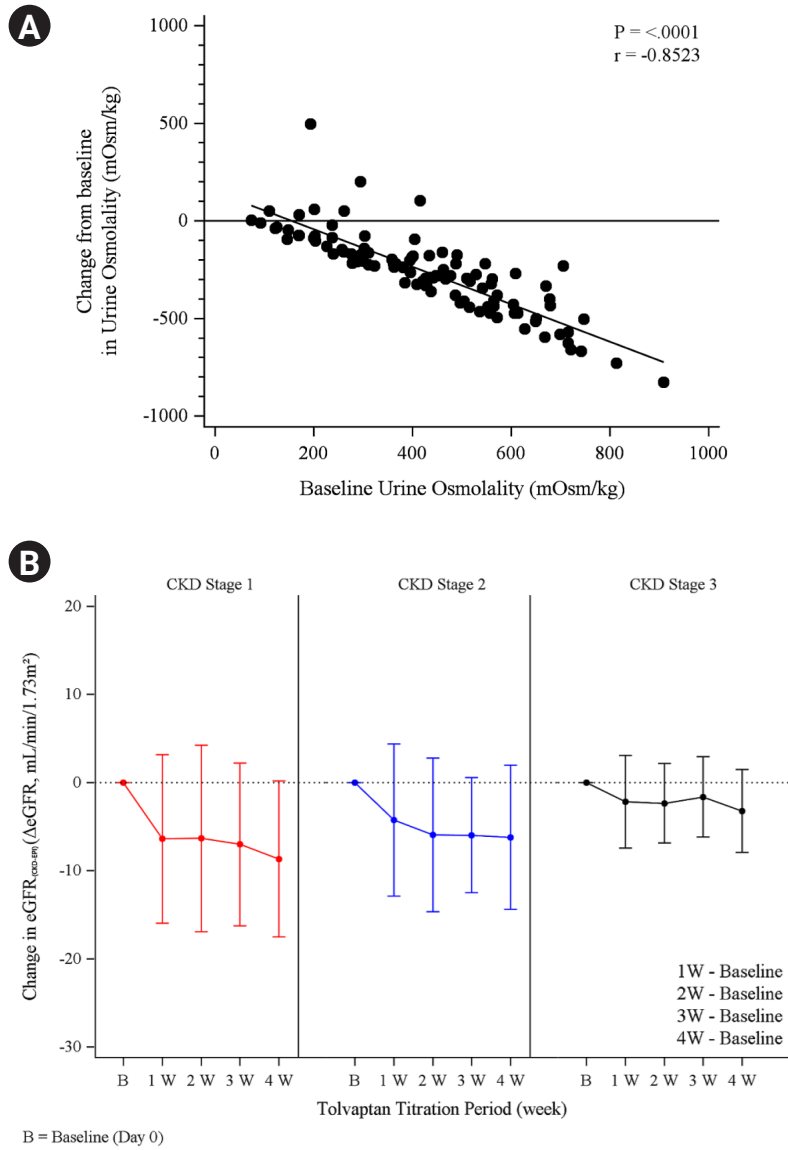 A
P = <.0001
r = -0.8523
Change from baseline
in Urine Osmolality (mOsm/kg)
1000
500
0
-500
-1000
0 200 400 600 800 1000
Baseline Urine Osmolality (mOsm/kg)
B
CKD Stage 1 CKD Stage 2 CKD Stage 3
Change in eGFR(CKD-EPI) (ΔeGFR, mL/min/1.73m²)
20
10
0
-10
-20
-30
1W - Baseline
2W - Baseline
3W - Baseline
4W - Baseline
B 1 W 2 W 3 W 4 W B 1 W 2 W 3 W 4 W B 1 W 2 W 3 W 4 W
Tolvaptan Titration Period (week)
B = Baseline (Day 0)